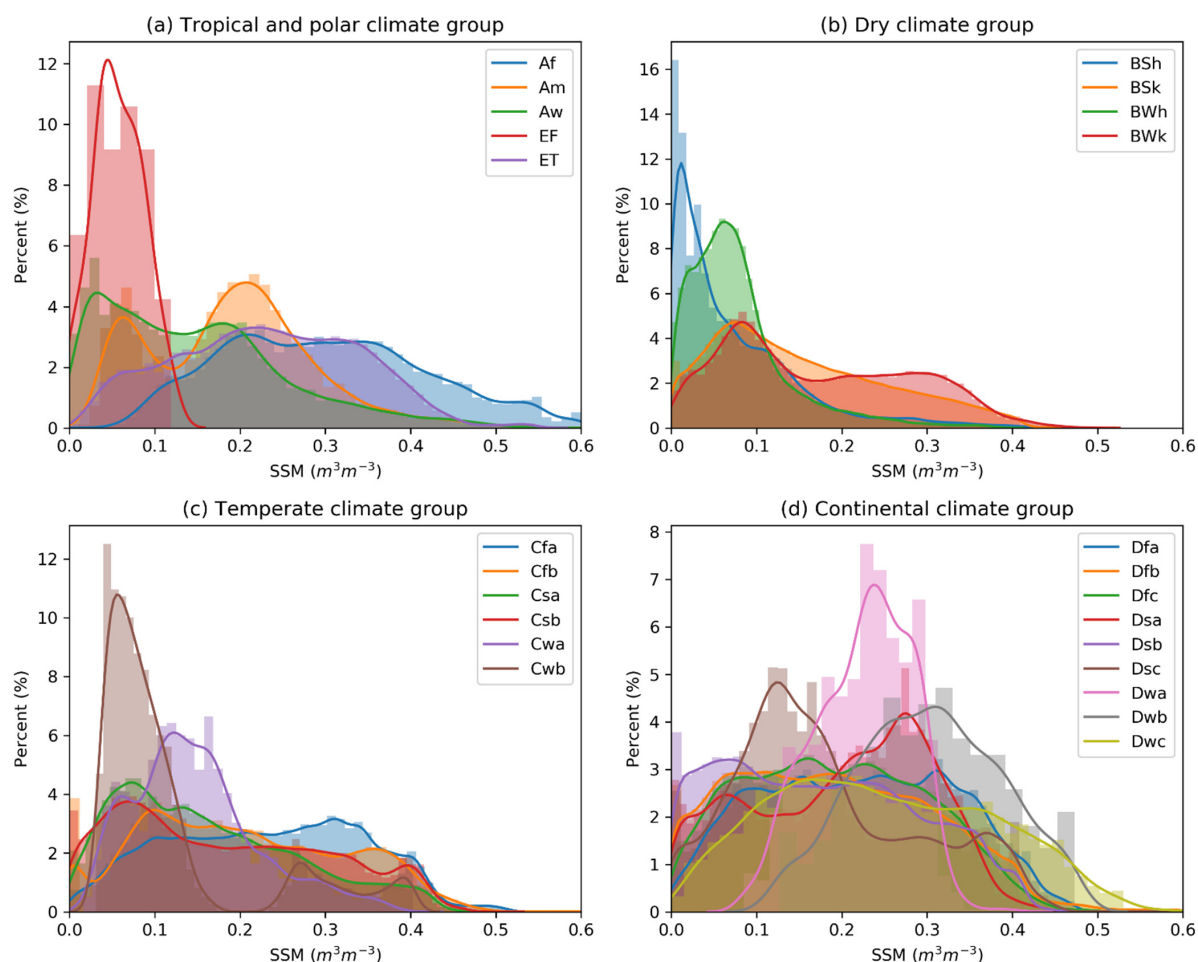 (a) Tropical and polar climate group
12
10
8
6
4
2
0
Percent (%)
Af
Am
Aw
EF
ET
0.0 0.1 0.2 0.3 0.4 0.5 0.6
SSM (m³m⁻³)
(b) Dry climate group
16
14
12
10
8
6
4
2
0
Percent (%)
BSh
BSk
BWh
BWk
0.0 0.1 0.2 0.3 0.4 0.5 0.6
SSM (m³m⁻³)
(c) Temperate climate group
12
10
8
6
4
2
0
Percent (%)
Cfa
Cfb
Csa
Csb
Cwa
Cwb
0.0 0.1 0.2 0.3 0.4 0.5 0.6
SSM (m³m⁻³)
(d) Continental climate group
8
7
6
5
4
3
2
1
0
Percent (%)
Dfa
Dfb
Dfc
Dsa
Dsb
Dsc
Dwa
Dwb
Dwc
0.0 0.1 0.2 0.3 0.4 0.5 0.6
SSM (m³m⁻³)